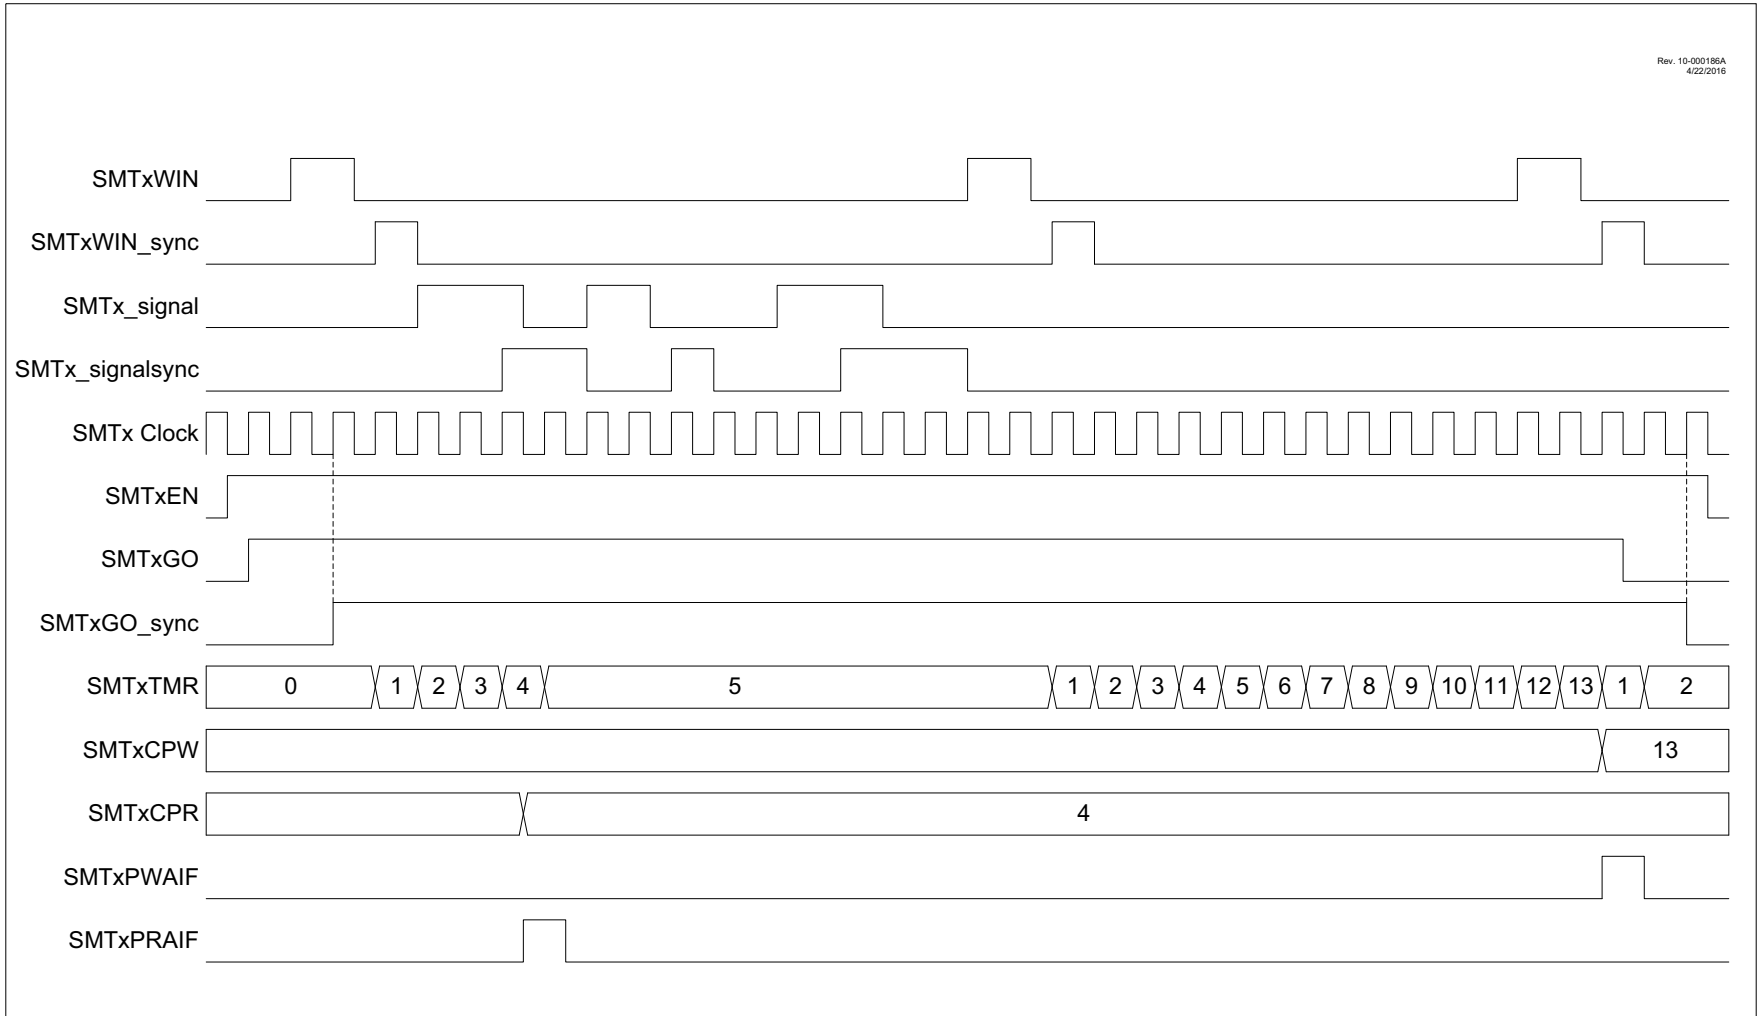 Rev. 10-000186A
4/22/2016
SMTxWIN
SMTxWIN_sync
SMTx_signal
SMTx_signalsync
SMTx Clock
SMTxEN
SMTxGO
SMTxGO_sync
SMTxTMR 0 1 2 3 4 5 1 2 3 4 5 6 7 8 9 10 11 12 13 1 2
SMTxCPW 13
SMTxCPR 4
SMTxPWAIF
SMTxPRAIF